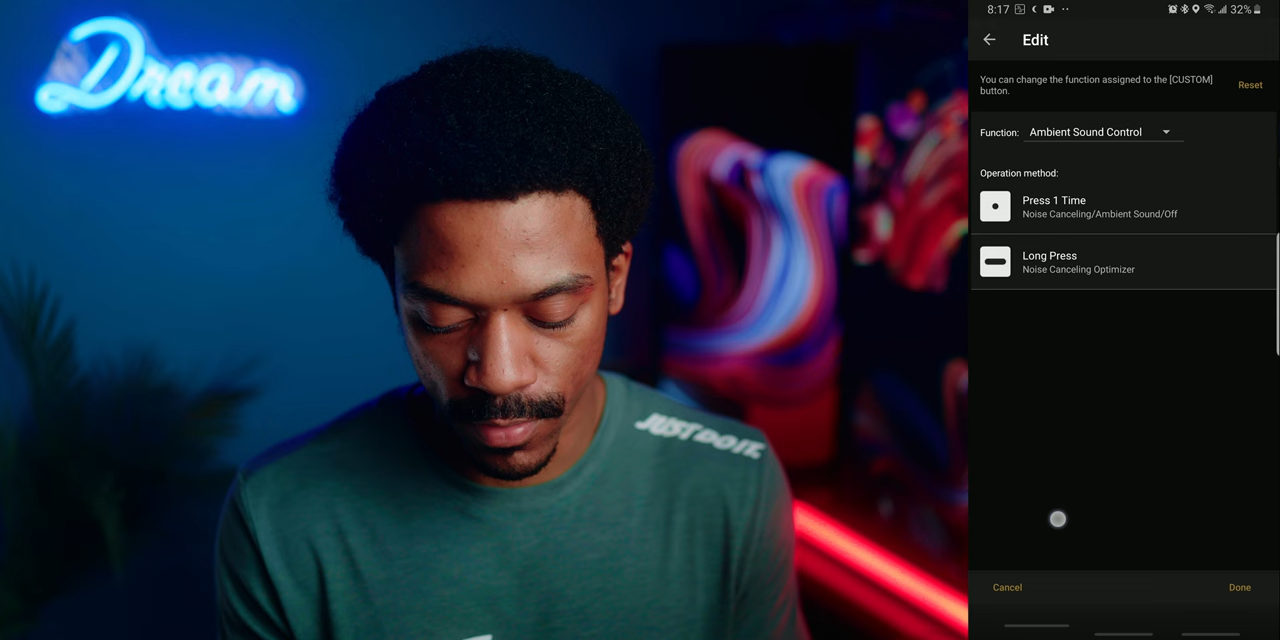 Dream
JUST DO IT.
8:17
32%
Edit
You can change the function assigned to the [CUSTOM]
button.
Reset
Function: Ambient Sound Control
Operation method:
Press 1 Time
Noise Canceling/Ambient Sound/Off
Long Press
Noise Canceling Optimizer
Cancel
Done